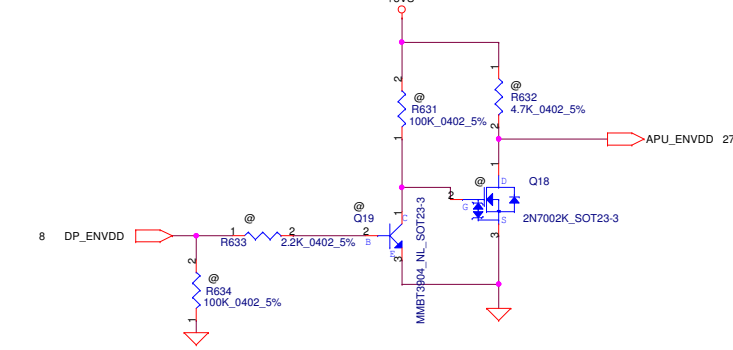 @
R631
100K_0402_5%
2
1
1
@
R632
4.7K_0402_5%
2
APU_ENVDD 27
1
D
Q18
@
2
G
S
2N7002K_SOT23-3
3
@
Q19
1
C
2
B
E
3
MMBT3904_NL_SOT23-3
8 DP_ENVDD
@
1
R633
2
2.2K_0402_5%
2
@
R634
100K_0402_5%
1